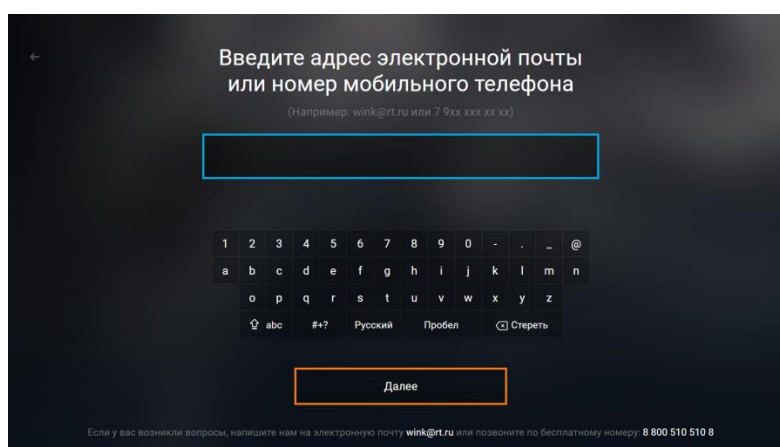 ←
Введите адрес электронной почты
или номер мобильного телефона
(Например: wink@rt.ru или 7 9xx xxx xx xx)
1 2 3 4 5 6 7 8 9 0 - . _ @
a b c d e f g h i j k l m n
o p q r s t u v w x y z
abc #+? Русский Пробел Стереть
Далее
Если у вас возникли вопросы, напишите нам на электронную почту wink@rt.ru или позвоните по бесплатному номеру: 8 800 510 510 8